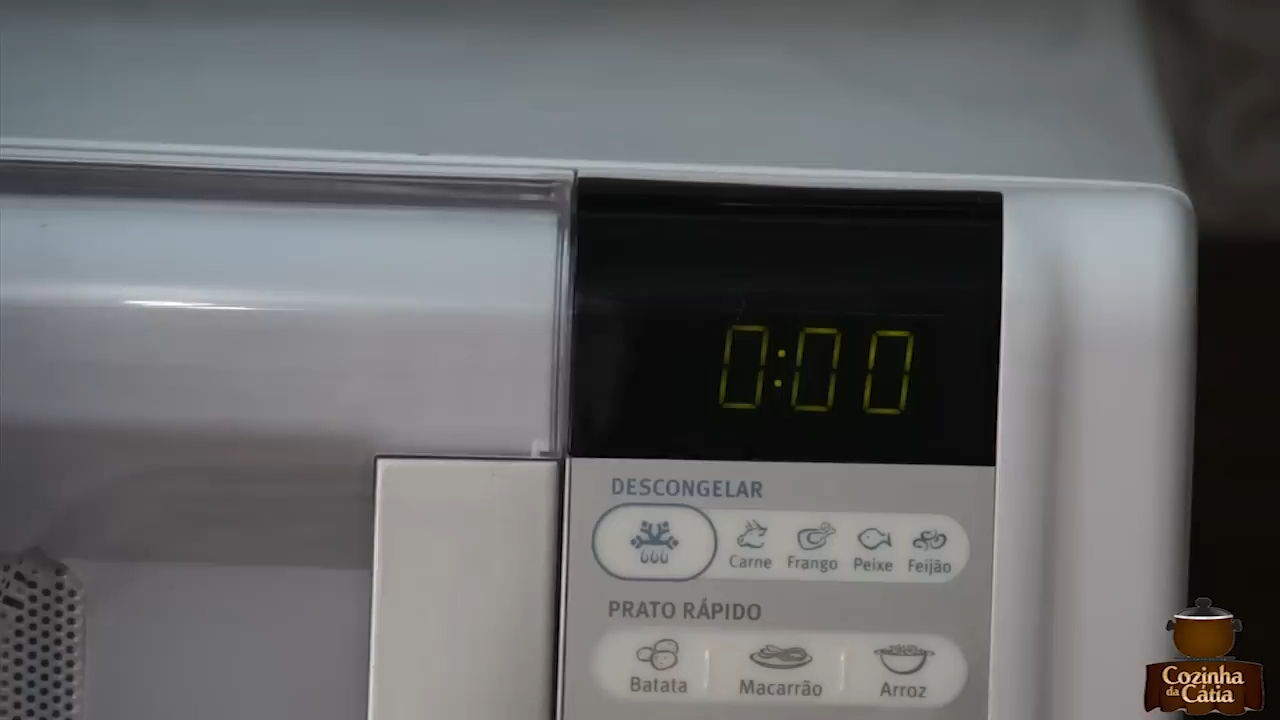 0:00
DESCONGELAR
Carne Frango Peixe Feijão
PRATO RÁPIDO
Batata Macarrão Arroz
Cozinha
da Cátia